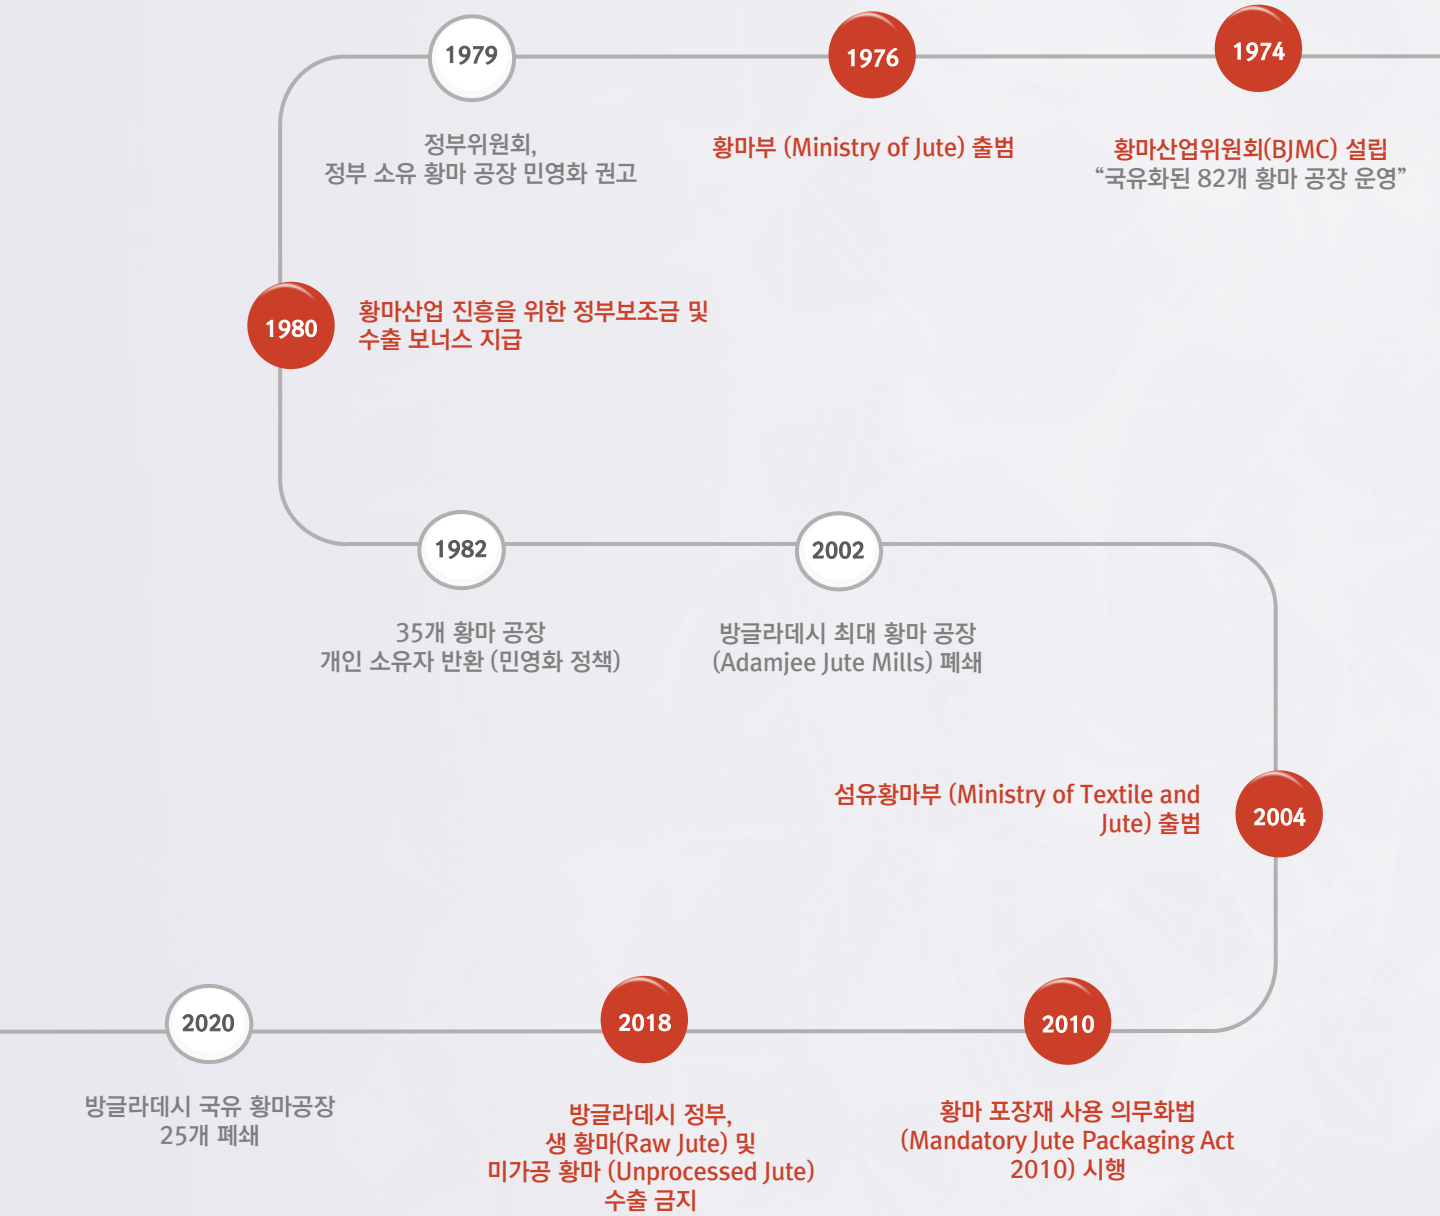 1974
황마산업위원회(BJMC) 설립
“국유화된 82개 황마 공장 운영”
1976
황마부 (Ministry of Jute) 출범
1979
정부위원회,
정부 소유 황마 공장 민영화 권고
1980
황마산업 진흥을 위한 정부보조금 및
수출 보너스 지급
1982
35개 황마 공장
개인 소유자 반환 (민영화 정책)
2002
방글라데시 최대 황마 공장
(Adamjee Jute Mills) 폐쇄
2004
섬유황마부 (Ministry of Textile and
Jute) 출범
2010
황마 포장재 사용 의무화법
(Mandatory Jute Packaging Act
2010) 시행
2018
방글라데시 정부,
생 황마(Raw Jute) 및
미가공 황마 (Unprocessed Jute)
수출 금지
2020
방글라데시 국유 황마공장
25개 폐쇄